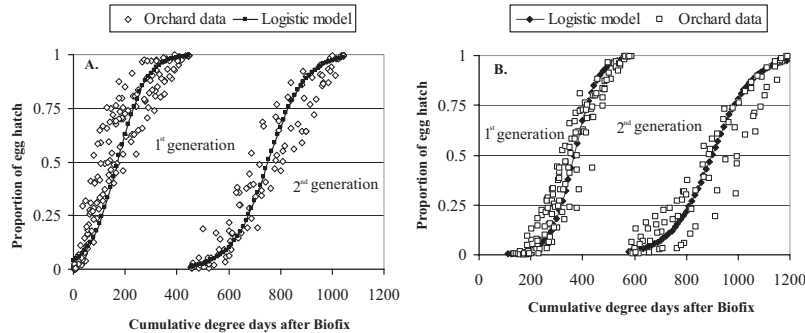 Orchard data Logistic model
A.
Proportion of egg hatch
1
0.75
0.5
0.25
0
1st generation
2nd generation
0 200 400 600 800 1000 1200
Cumulative degree days after Biofix
Logistic model Orchard data
B.
Proportion of egg hatch
1
0.75
0.5
0.25
0
1st generation
2nd generation
0 200 400 600 800 1000 1200
Cumulative degree days after Biofix